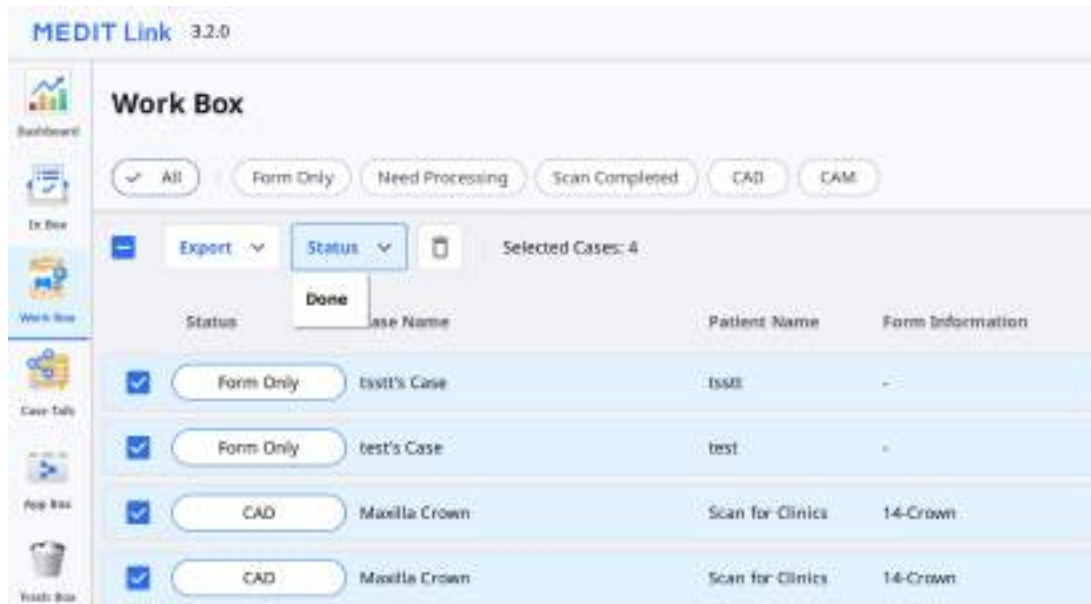 MEDIT Link 3.2.0
Dashboard
In Box
Work Box
Case Talk
App Box
Trash Box
Work Box
All
Form Only
Need Processing
Scan Completed
CAD
CAM
Export
Status
Selected Cases: 4
Done
Status ase Name Patient Name Form Information
Form Only tsstt's Case tsstt -
Form Only test's Case test -
CAD Maxilla Crown Scan for Clinics 14-Crown
CAD Maxilla Crown Scan for Clinics 14-Crown